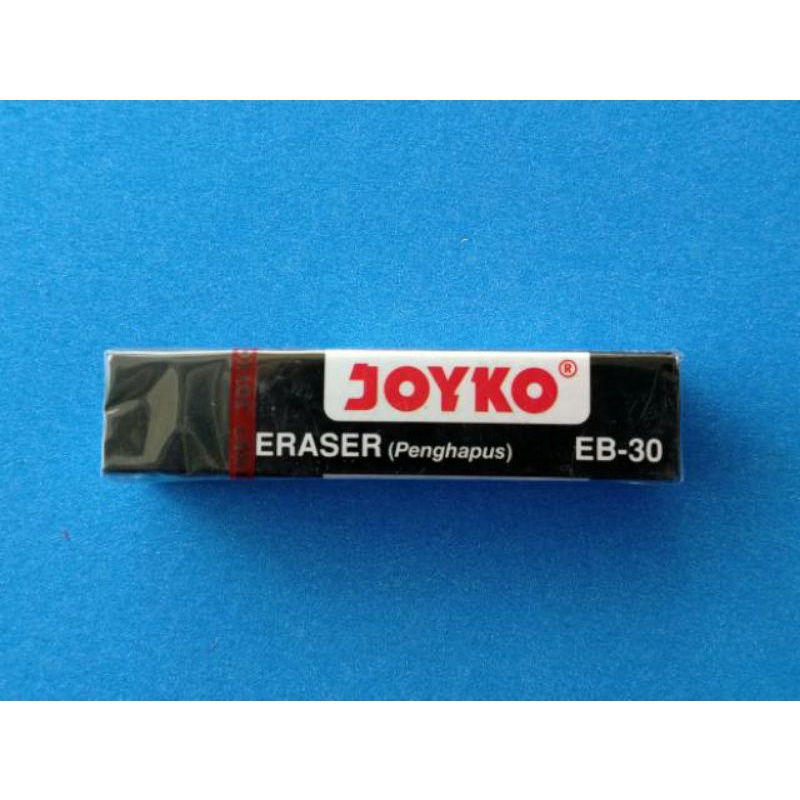 JOYKO®
ERASER (Penghapus) EB-30